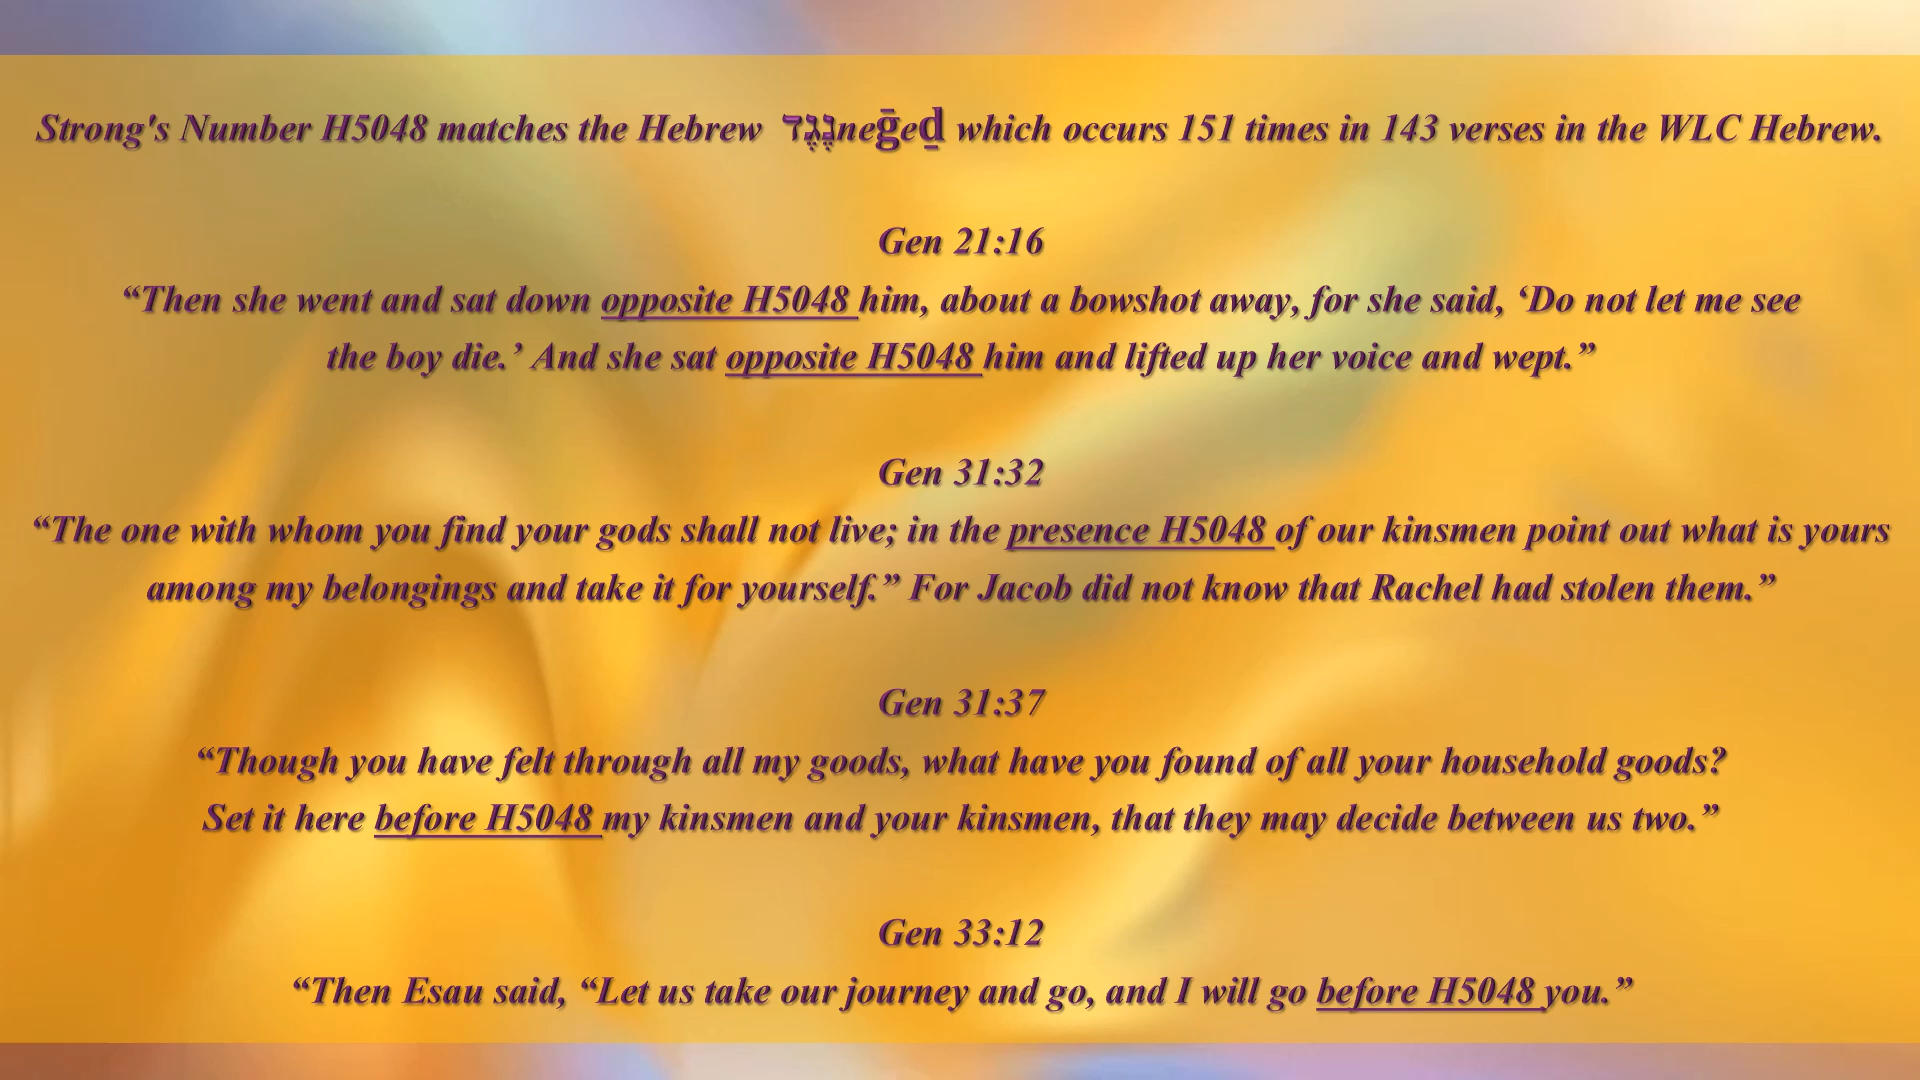 Strong's Number H5048 matches the Hebrew נֶגֶדneḡeḏ which occurs 151 times in 143 verses in the WLC Hebrew.
Gen 21:16
“Then she went and sat down opposite H5048 him, about a bowshot away, for she said, ‘Do not let me see
the boy die.’ And she sat opposite H5048 him and lifted up her voice and wept.”
Gen 31:32
“The one with whom you find your gods shall not live; in the presence H5048 of our kinsmen point out what is yours
among my belongings and take it for yourself.” For Jacob did not know that Rachel had stolen them.”
Gen 31:37
“Though you have felt through all my goods, what have you found of all your household goods?
Set it here before H5048 my kinsmen and your kinsmen, that they may decide between us two.”
Gen 33:12
“Then Esau said, “Let us take our journey and go, and I will go before H5048 you.”